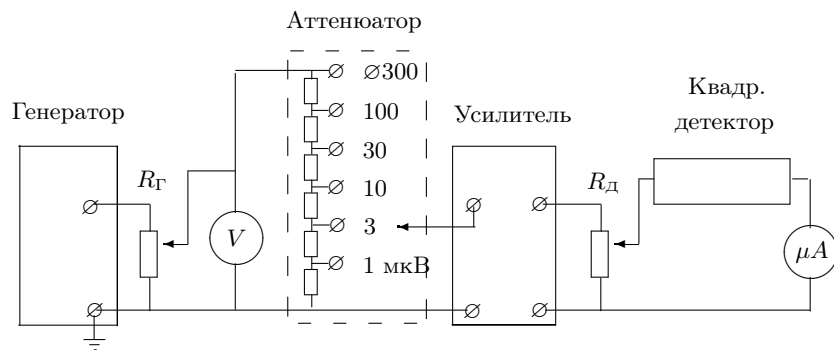 Аттенюатор
∅300
Генератор
100
Усилитель
Квадр.
детектор
30
R_Г
10
R_Д
V
3
μA
1 мкВ